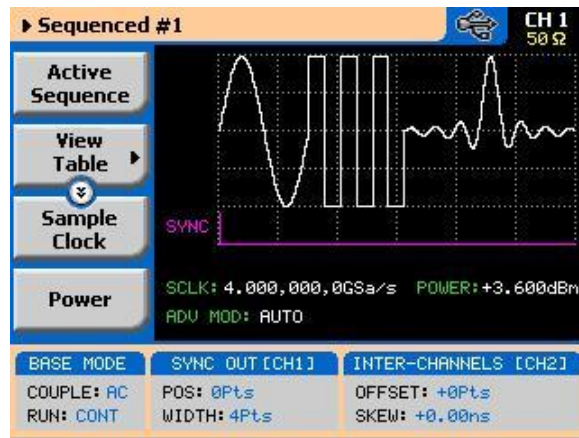 Sequenced #1
CH 1
50 Ω
Active
Sequence
View
Table
Sample
Clock
Power
SYNC
SCLK: 4.000,000,0GSa/s POWER: +3.600dBm
ADV MOD: AUTO
BASE MODE
COUPLE: AC
RUN: CONT
SYNC OUT [CH1]
POS: 0Pts
WIDTH: 4Pts
INTER-CHANNELS [CH2]
OFFSET: +0Pts
SKEW: +0.00ns